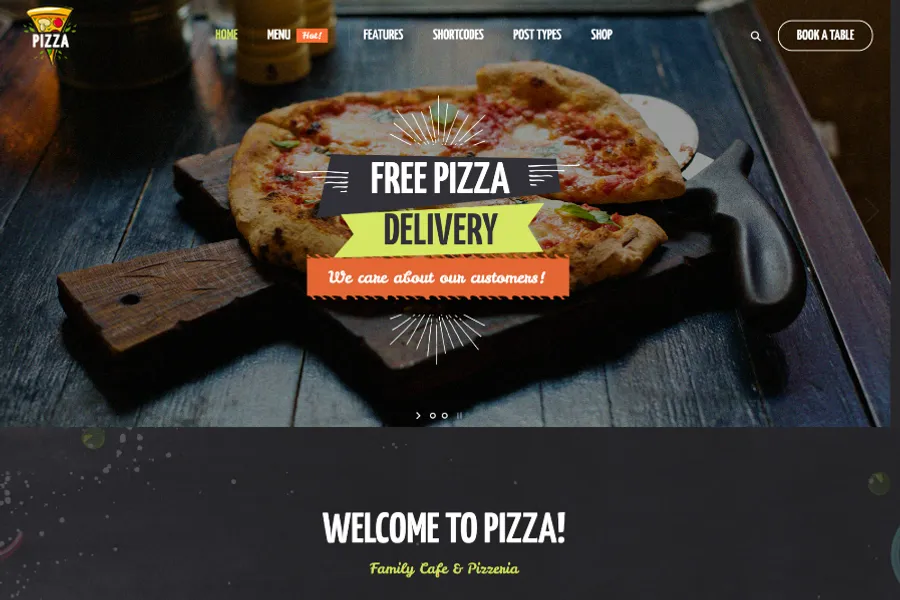 PIZZA
HOME MENU Hot! FEATURES SHORTCODES POST TYPES SHOP BOOK A TABLE
FREE PIZZA
DELIVERY
We care about our customers!
WELCOME TO PIZZA!
Family Cafe & Pizzeria